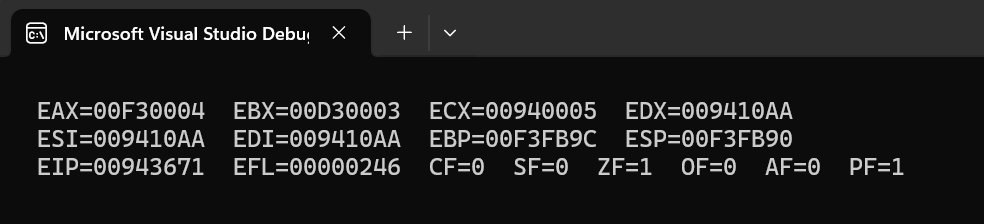 Microsoft Visual Studio Debu
EAX=00F30004  EBX=00D30003  ECX=00940005  EDX=009410AA
ESI=009410AA  EDI=009410AA  EBP=00F3FB9C  ESP=00F3FB90
EIP=00943671  EFL=00000246  CF=0  SF=0  ZF=1  OF=0  AF=0  PF=1